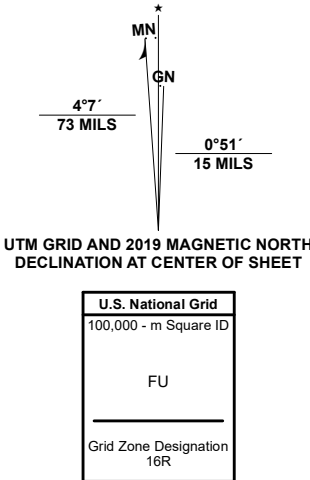 ★
MN
GN
4°7´
73 MILS
0°51´
15 MILS
UTM GRID AND 2019 MAGNETIC NORTH
DECLINATION AT CENTER OF SHEET
U.S. National Grid
100,000 - m Square ID
FU
Grid Zone Designation
16R